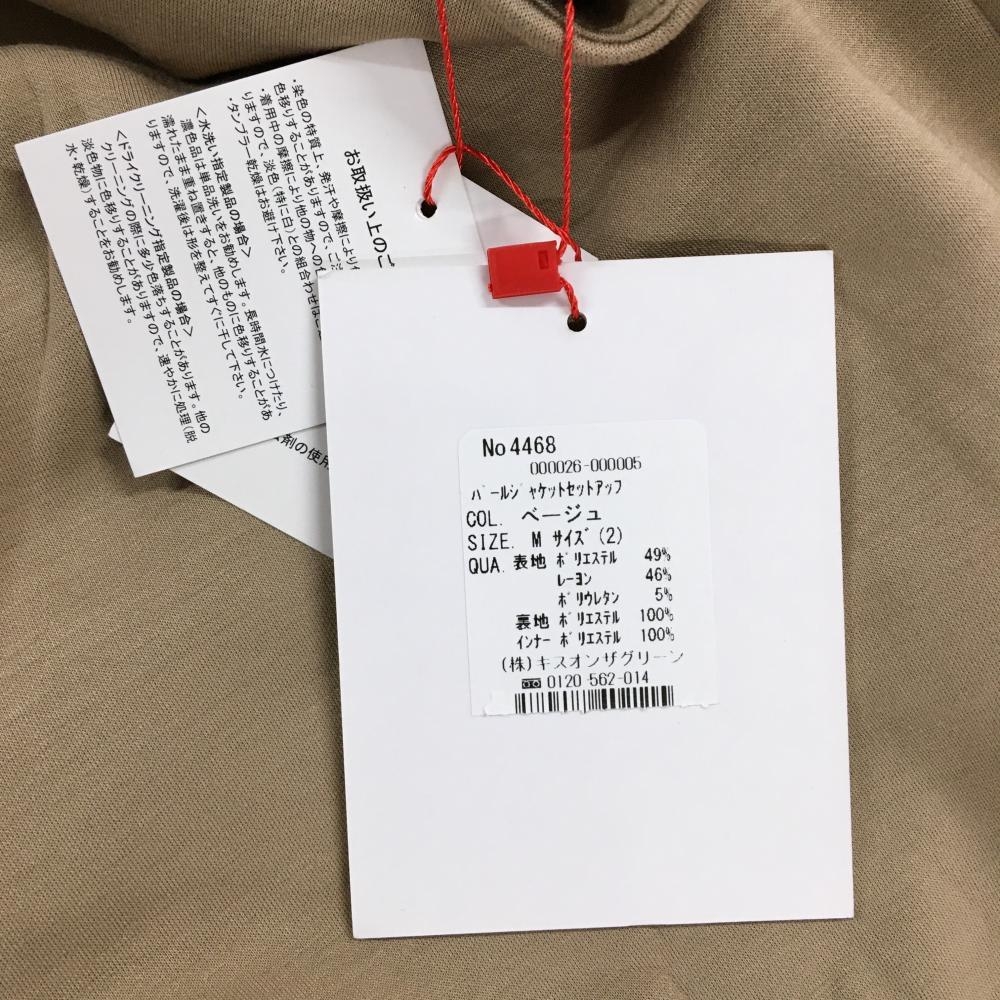 No4468
000026-000005
パールジャケットセットアップ
COL. ベージュ
SIZE. M サイズ(2)
QUA. 表地 ポリエステル 49%
レーヨン 46%
ポリウレタン 5%
裏地 ポリエステル 100%
インナー ポリエステル 100%
(株)キスオンザグリーン
0120-562-014
お取扱い上のご
・染色の特質上、発汗や摩擦により
色移りすることがありますので、ご注
・着用中の摩擦により他の物への
りますので、淡色(特に白)との組合わせは
・タンブラー乾燥はお避け下さい。
<水洗い指定製品の場合>
濃色品は単品洗いをお勧めします。長時間水につけたり、
濡れたまま重ね置きすると、他のものに色移りすることがあ
りますので、洗濯後は形を整えてすぐに干して下さい。
<ドライクリーニング指定製品の場合>
クリーニングの際に多少色落ちすることがあります。他の
淡色物に色移りすることがありますので、速やかに処理(脱
水・乾燥)することをお勧めします。
剤の使用